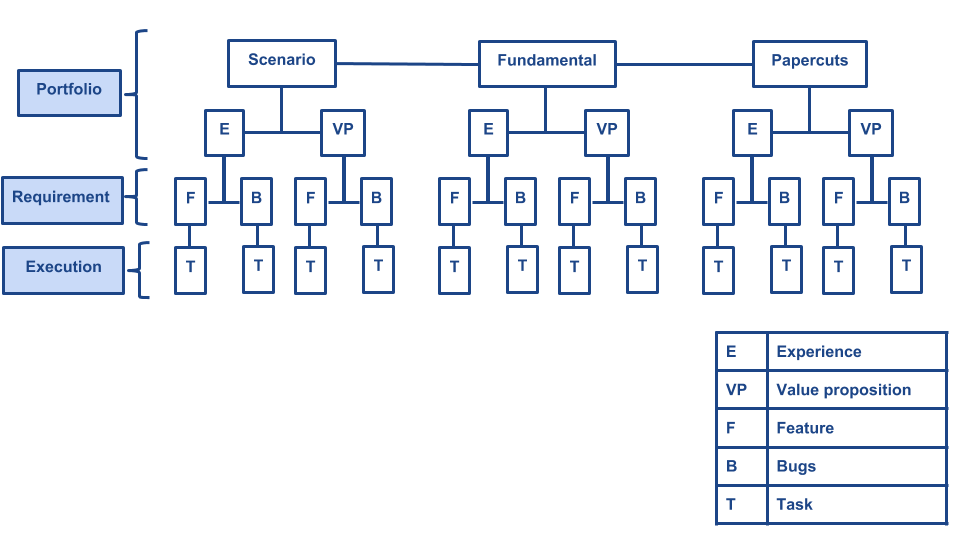 Scenario Fundamental Papercuts
Portfolio
E VP E VP E VP
Requirement F B F B F B F B F B F B
Execution T T T T T T T T T T T T
E Experience
VP Value proposition
F Feature
B Bugs
T Task